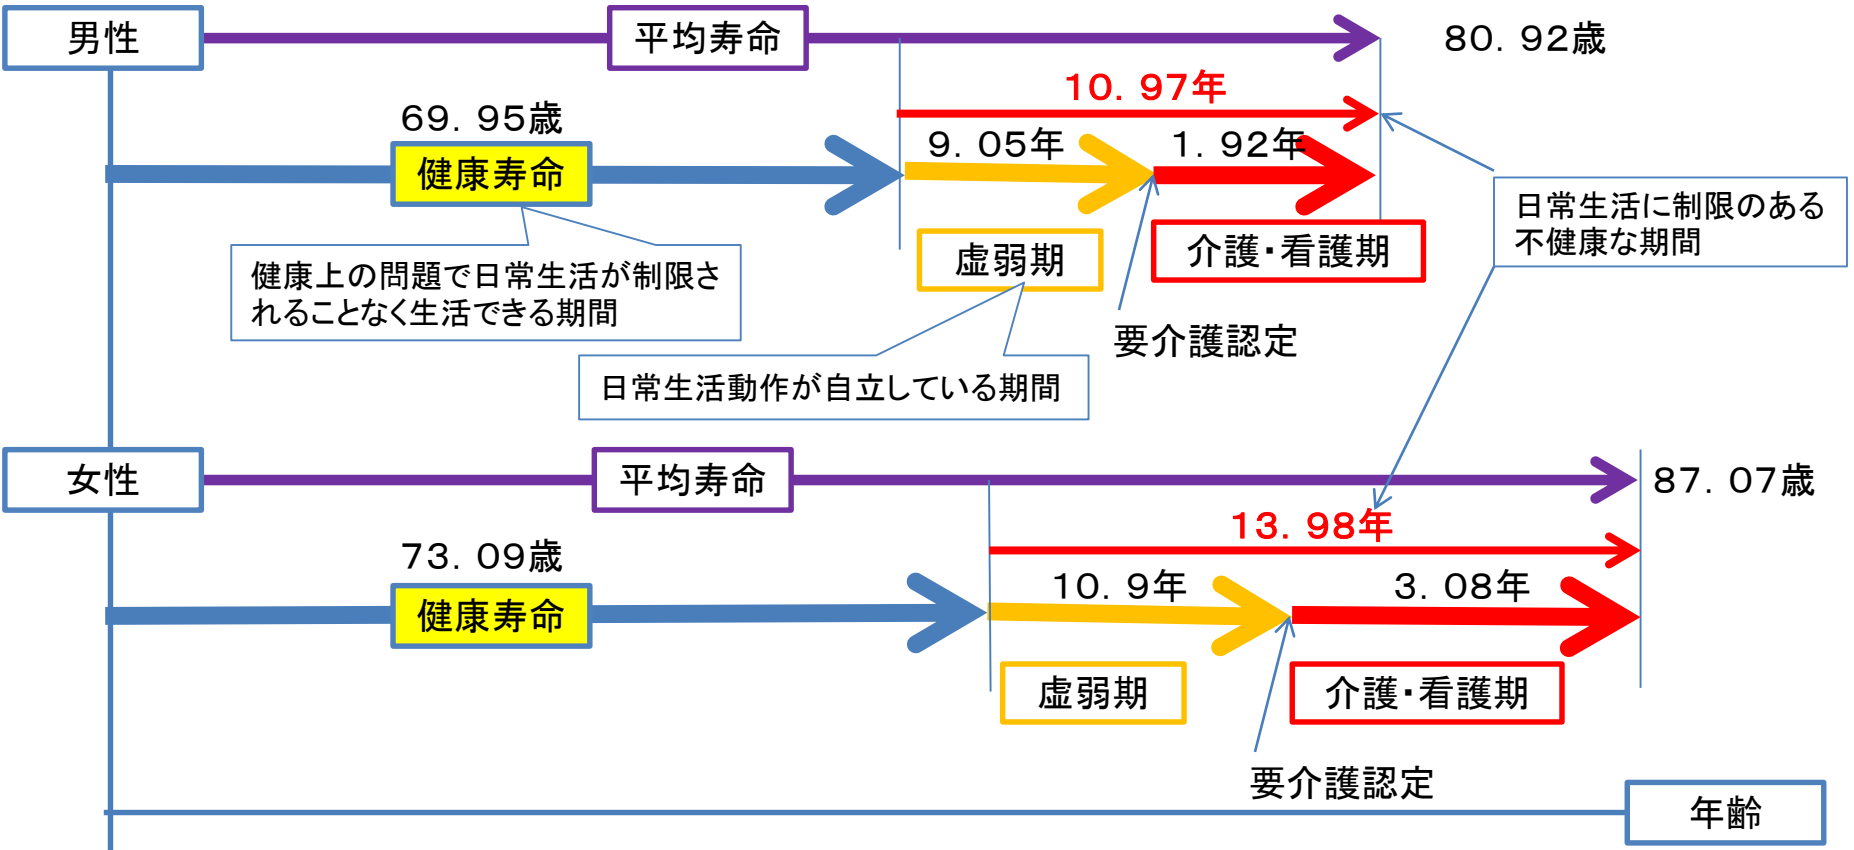 男性
平均寿命
80. 92歳
10. 97年
69. 95歳
9. 05年
1. 92年
健康寿命
日常生活に制限のある
不健康な期間
虚弱期
介護・看護期
健康上の問題で日常生活が制限さ
れることなく生活できる期間
要介護認定
日常生活動作が自立している期間
女性
平均寿命
87. 07歳
13. 98年
73. 09歳
10. 9年
3. 08年
健康寿命
虚弱期
介護・看護期
要介護認定
年齢